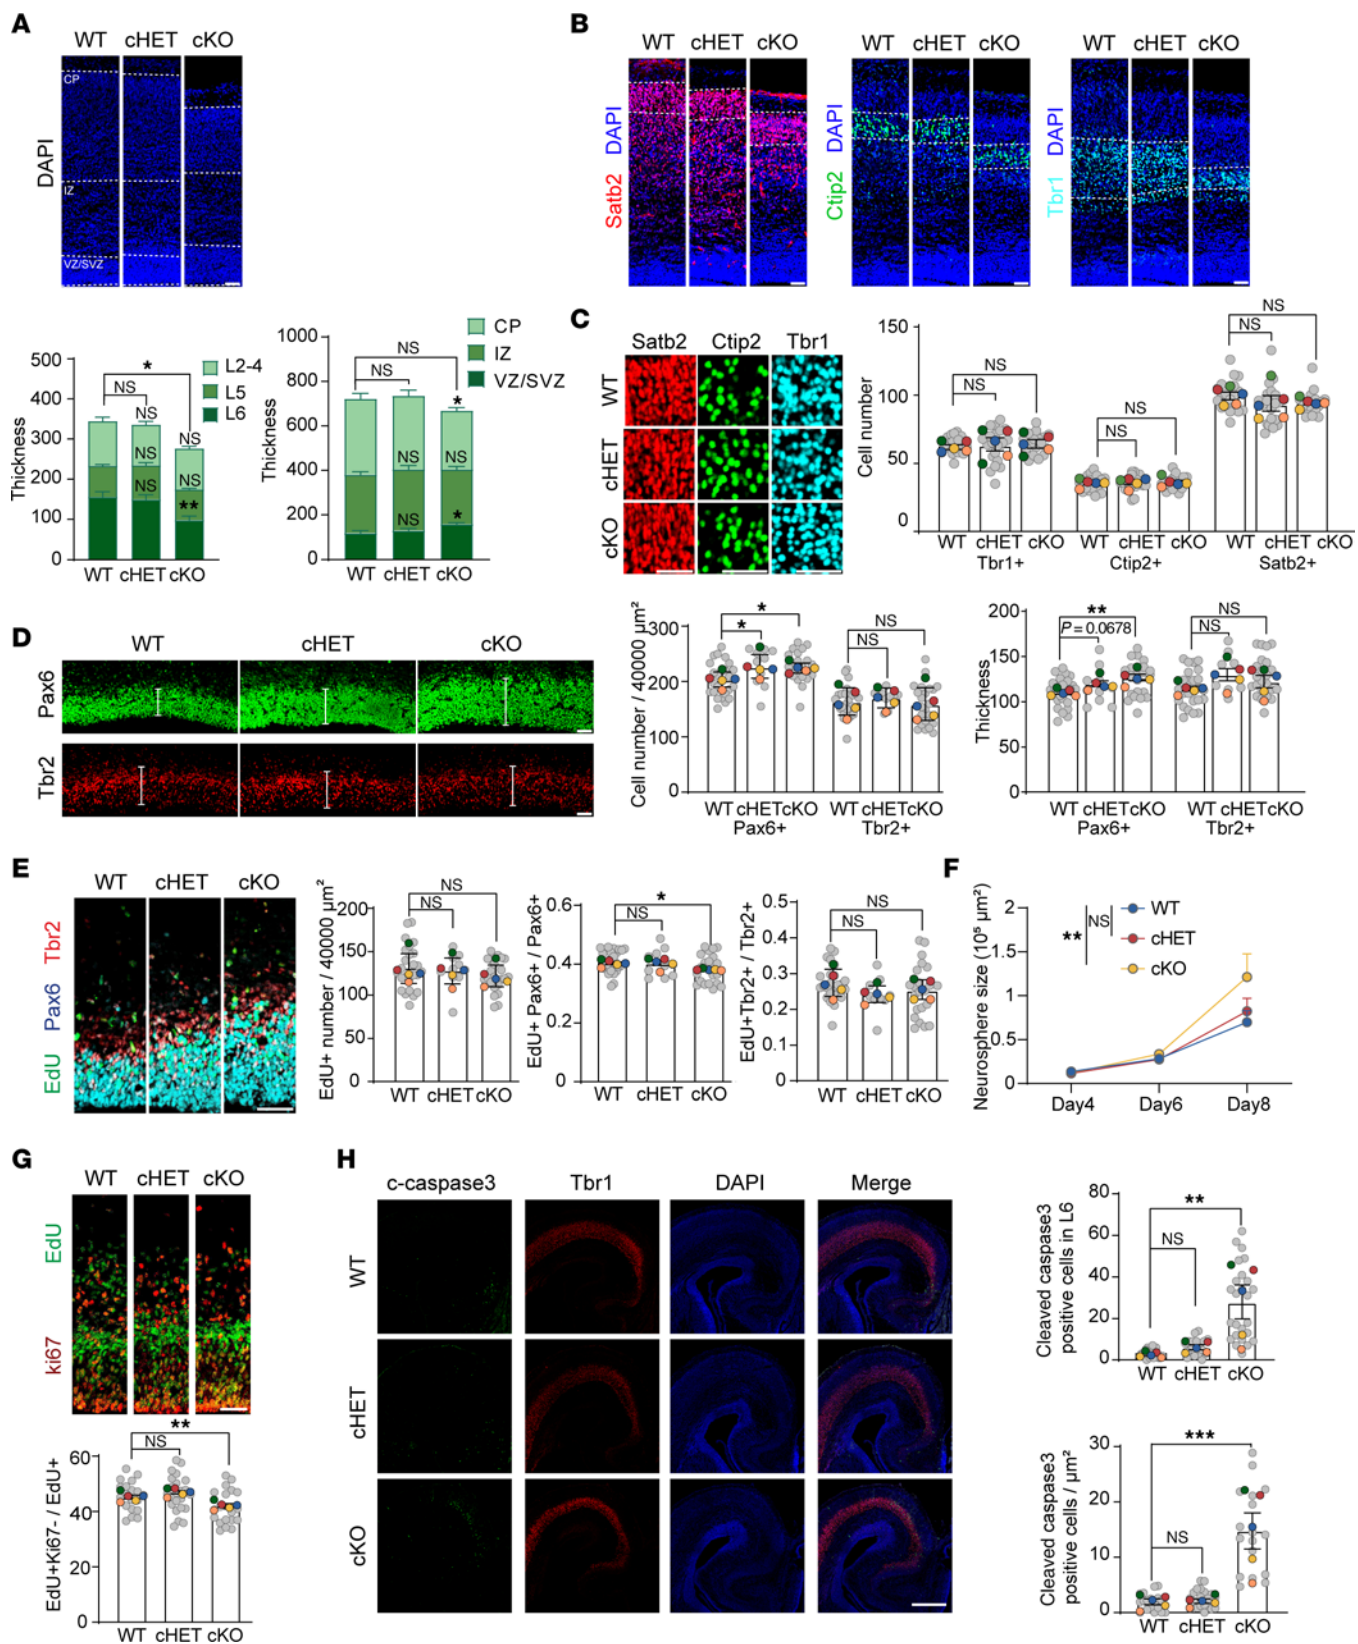 A
WT cHET cKO
DAPI
CP
IZ
VZ/SVZ
Thickness
500
400
300
200
100
0
*
NS
NS
NS
NS
NS
NS
**
L2-4
L5
L6
WT cHET cKO
Thickness
1000
800
600
400
200
0
NS
NS
*
NS
NS
NS
*
CP
IZ
VZ/SVZ
WT cHET cKO
B
WT cHET cKO
Satb2 DAPI
WT cHET cKO
Ctip2 DAPI
WT cHET cKO
Tbr1 DAPI
C
Satb2 Ctip2 Tbr1
WT
cHET
cKO
Cell number
150
100
50
0
NS
NS
NS
NS
NS
NS
WT cHET cKO
Tbr1+
WT cHET cKO
Ctip2+
WT cHET cKO
Satb2+
D
WT cHET cKO
Pax6
Tbr2
Cell number / 40000 µm²
300
200
100
0
*
*
NS
NS
WT cHET cKO
Pax6+
WT cHET cKO
Tbr2+
Thickness
200
150
100
50
0
**
P = 0.0678
NS
NS
WT cHET cKO
Pax6+
WT cHET cKO
Tbr2+
E
WT cHET cKO
EdU Pax6 Tbr2
EdU+ number / 40000 µm²
200
150
100
50
0
NS
NS
WT cHET cKO
EdU+ Pax6+ / Pax6+
0.6
0.4
0.2
0
*
NS
WT cHET cKO
EdU+Tbr2+ / Tbr2+
0.5
0.4
0.3
0.2
0.1
0
NS
NS
WT cHET cKO
F
Neurosphere size (10⁵ µm²)
2
1.5
1
0.5
0
**
NS
WT
cHET
cKO
Day4 Day6 Day8
G
WT cHET cKO
ki67 EdU
EdU+Ki67- / EdU+
60
40
20
0
**
NS
WT cHET cKO
H
c-caspase3 Tbr1 DAPI Merge
WT
cHET
cKO
Cleaved caspase3
positive cells in L6
80
60
40
20
0
**
NS
WT cHET cKO
Cleaved caspase3
positive cells / µm²
30
20
10
0
***
NS
WT cHET cKO